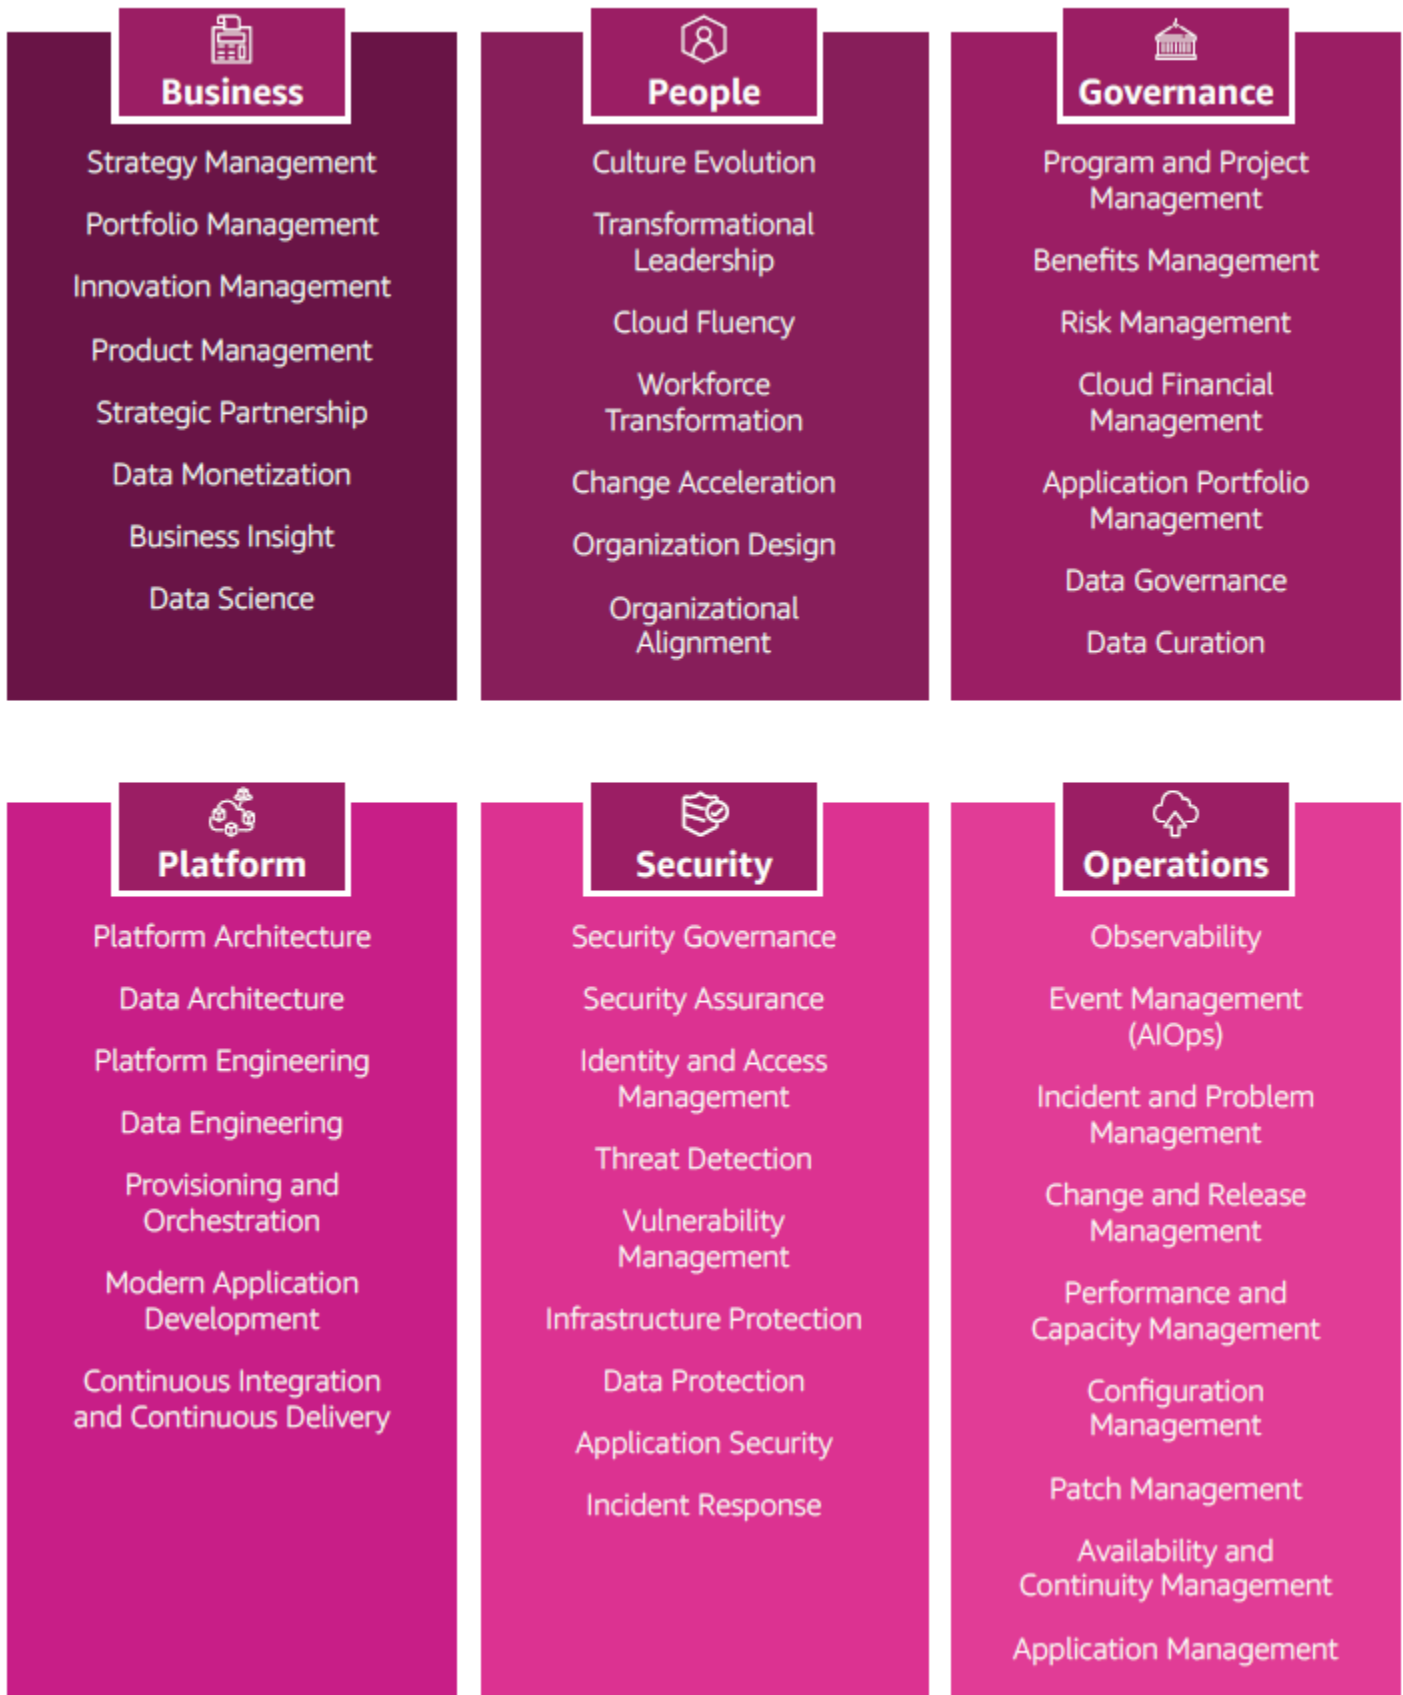 Business
Strategy Management
Portfolio Management
Innovation Management
Product Management
Strategic Partnership
Data Monetization
Business Insight
Data Science
People
Culture Evolution
Transformational
Leadership
Cloud Fluency
Workforce
Transformation
Change Acceleration
Organization Design
Organizational
Alignment
Governance
Program and Project
Management
Benefits Management
Risk Management
Cloud Financial
Management
Application Portfolio
Management
Data Governance
Data Curation
Platform
Platform Architecture
Data Architecture
Platform Engineering
Data Engineering
Provisioning and
Orchestration
Modern Application
Development
Continuous Integration
and Continuous Delivery
Security
Security Governance
Security Assurance
Identity and Access
Management
Threat Detection
Vulnerability
Management
Infrastructure Protection
Data Protection
Application Security
Incident Response
Operations
Observability
Event Management
(AIOps)
Incident and Problem
Management
Change and Release
Management
Performance and
Capacity Management
Configuration
Management
Patch Management
Availability and
Continuity Management
Application Management